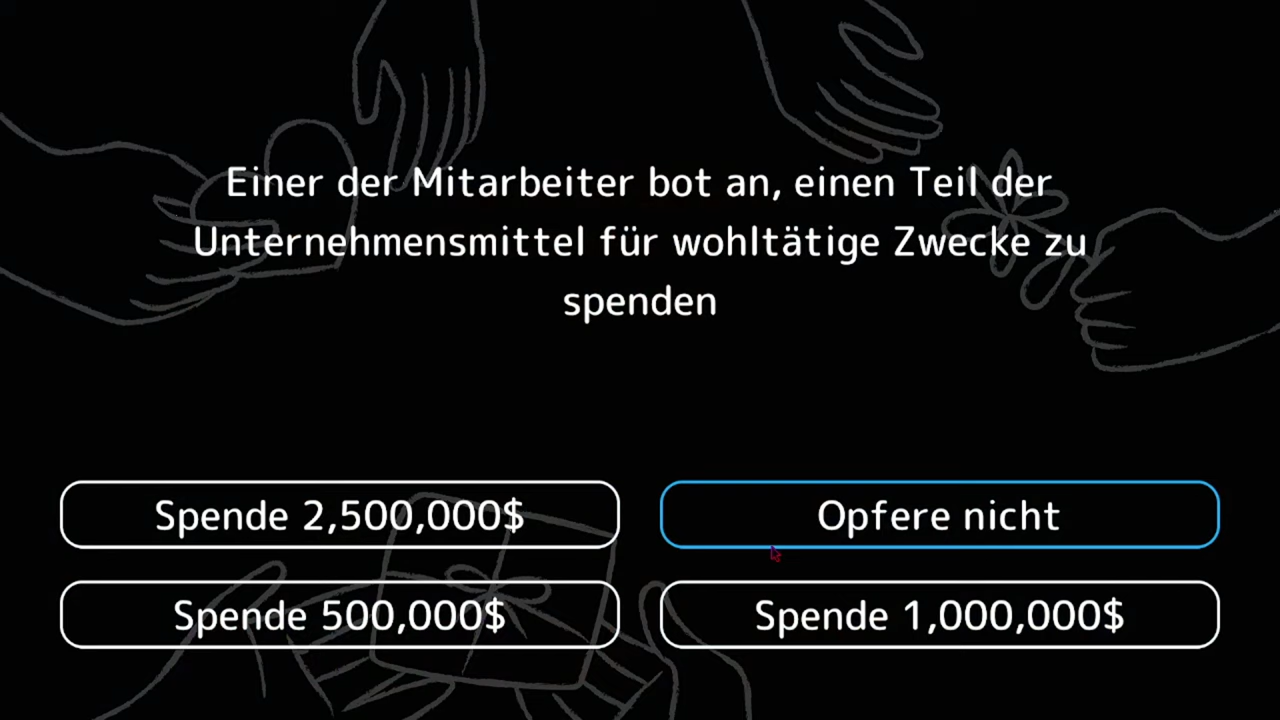 Einer der Mitarbeiter bot an, einen Teil der
Unternehmensmittel für wohltätige Zwecke zu
spenden
Spende 2,500,000$
Opfere nicht
Spende 500,000$
Spende 1,000,000$